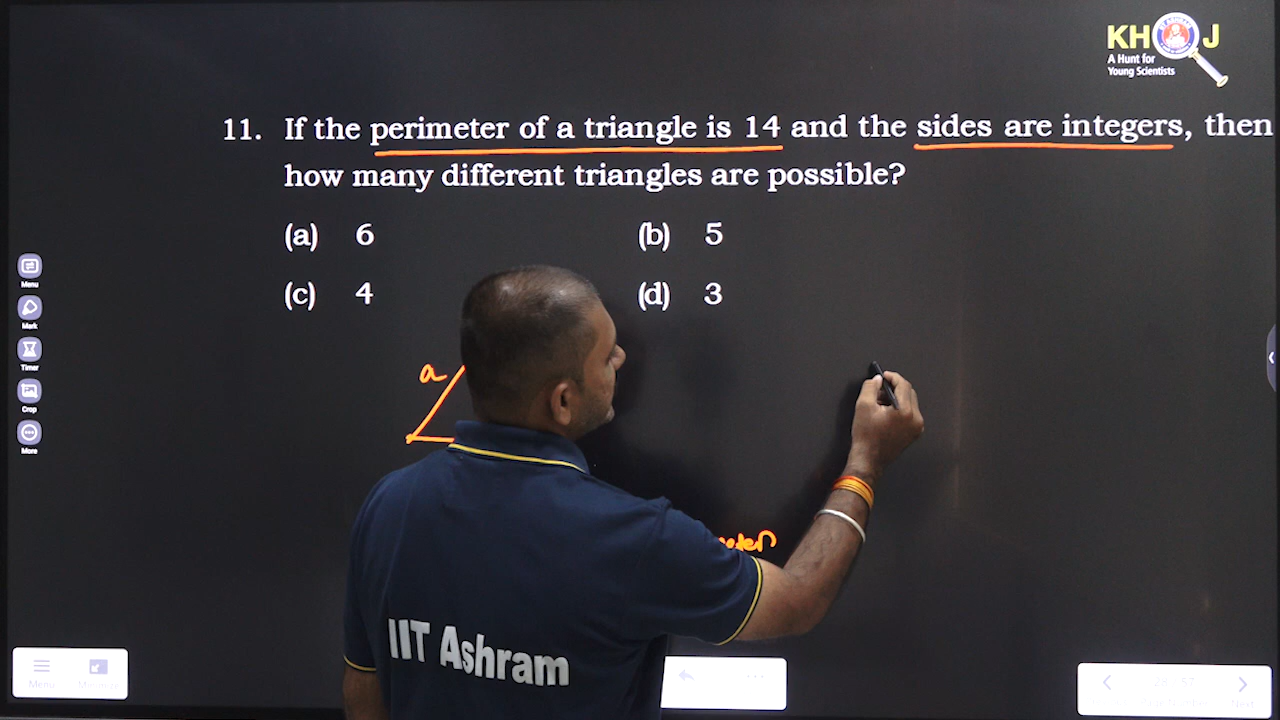 KHOJ
A Hunt for
Young Scientists
11. If the perimeter of a triangle is 14 and the sides are integers, then
how many different triangles are possible?
(a) 6 (b) 5
(c) 4 (d) 3
Menu
Mark
Timer
Crop
More
a
IIT Ashram
Menu